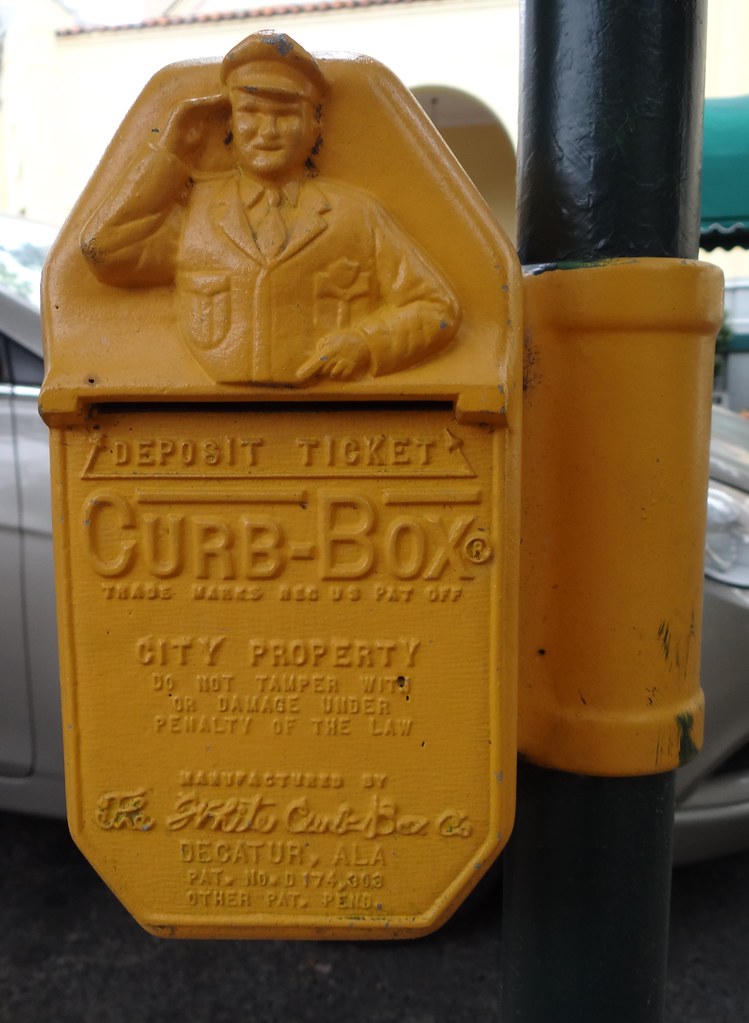 DEPOSIT TICKET
CURB-BOX®
TRADE MARKS REG US PAT OFF
CITY PROPERTY
DO NOT TAMPER WITH
OR DAMAGE UNDER
PENALTY OF THE LAW
MANUFACTURED BY
The White Curb-Box Co
DECATUR, ALA
PAT. NO. D 174,303
OTHER PAT. PEND.